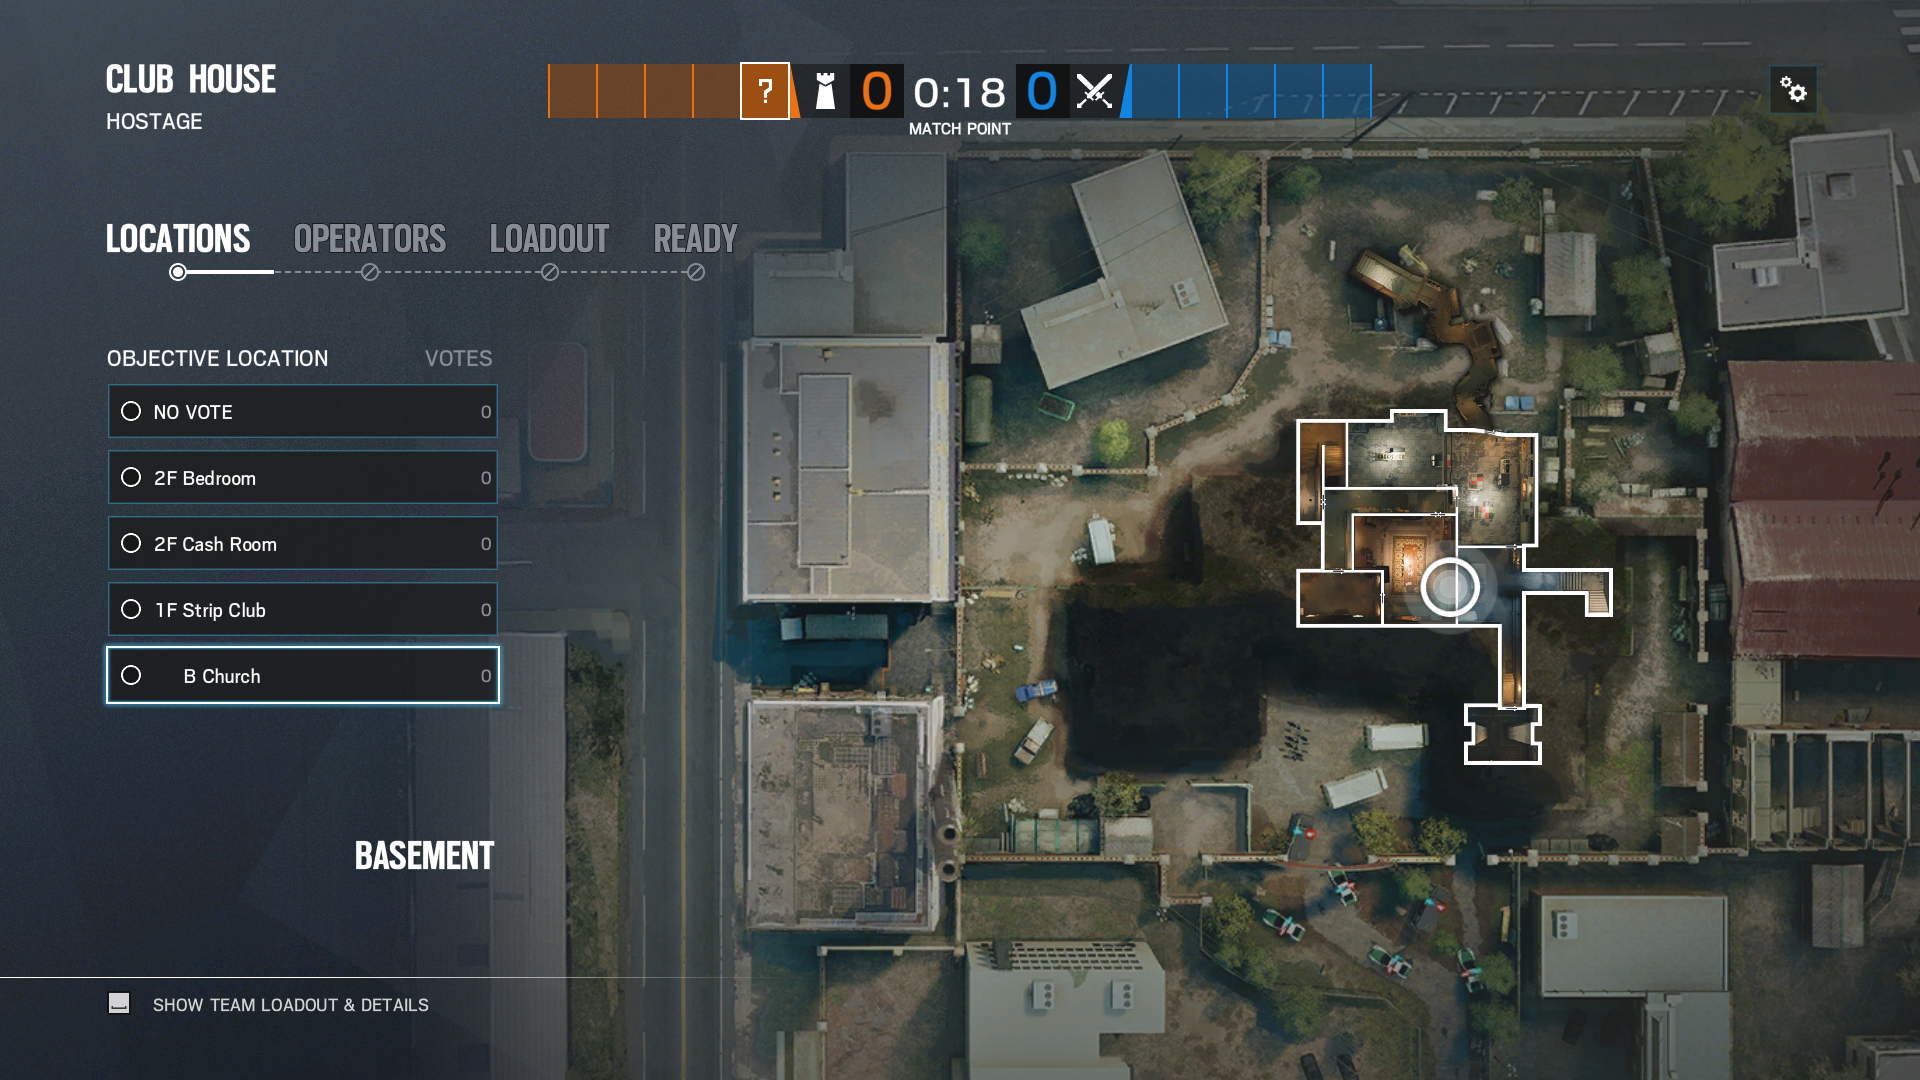 CLUB HOUSE
HOSTAGE
?
0
0:18
0
MATCH POINT
LOCATIONS
OPERATORS
LOADOUT
READY
OBJECTIVE LOCATION
VOTES
NO VOTE
0
2F Bedroom
0
2F Cash Room
0
1F Strip Club
0
B Church
0
BASEMENT
SHOW TEAM LOADOUT & DETAILS